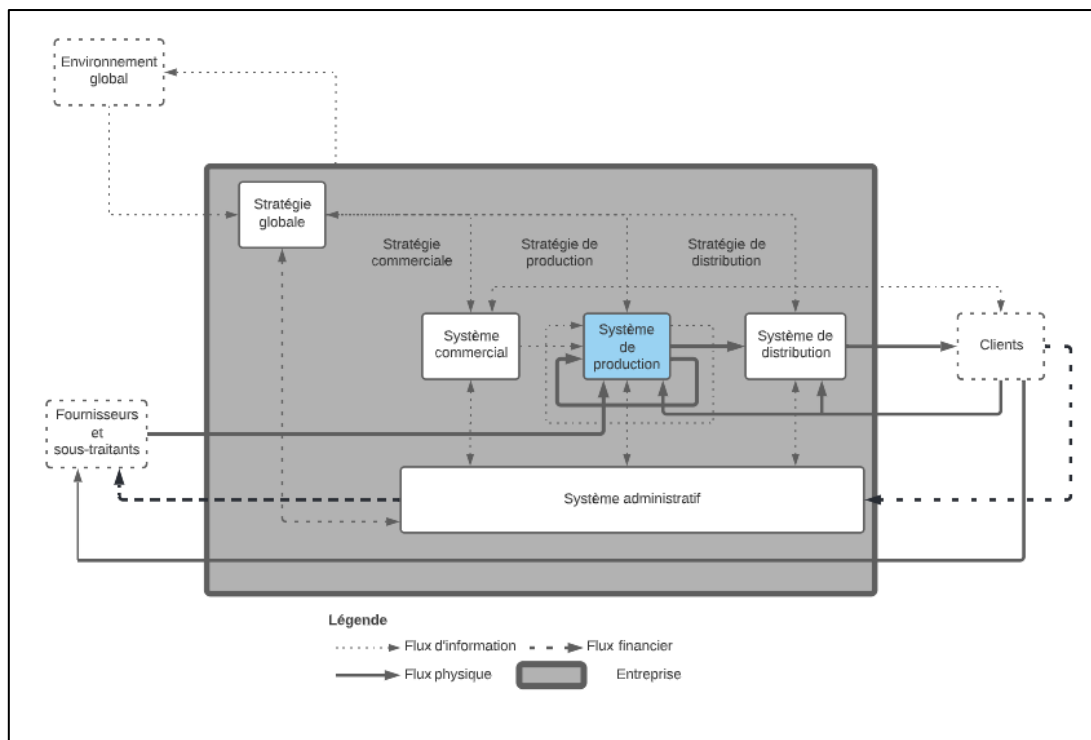 Environnement
global
Stratégie
globale
Stratégie
commerciale
Stratégie de
production
Stratégie de
distribution
Système
commercial
Système
de
production
Système de
distribution
Clients
Fournisseurs
et
sous-traitants
Système administratif
Légende
Flux d'information
Flux financier
Flux physique
Entreprise